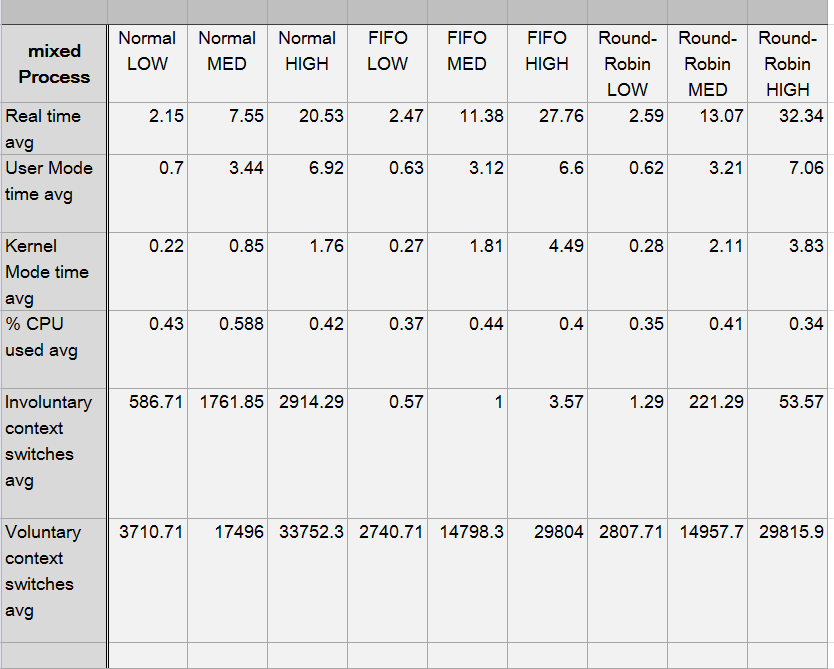 mixed Process Normal LOW Normal MED Normal HIGH FIFO LOW FIFO MED FIFO HIGH Round-Robin LOW Round-Robin MED Round-Robin HIGH
Real time avg 2.15 7.55 20.53 2.47 11.38 27.76 2.59 13.07 32.34
User Mode time avg 0.7 3.44 6.92 0.63 3.12 6.6 0.62 3.21 7.06
Kernel Mode time avg 0.22 0.85 1.76 0.27 1.81 4.49 0.28 2.11 3.83
% CPU used avg 0.43 0.588 0.42 0.37 0.44 0.4 0.35 0.41 0.34
Involuntary context switches avg 586.71 1761.85 2914.29 0.57 1 3.57 1.29 221.29 53.57
Voluntary context switches avg 3710.71 17496 33752.3 2740.71 14798.3 29804 2807.71 14957.7 29815.9